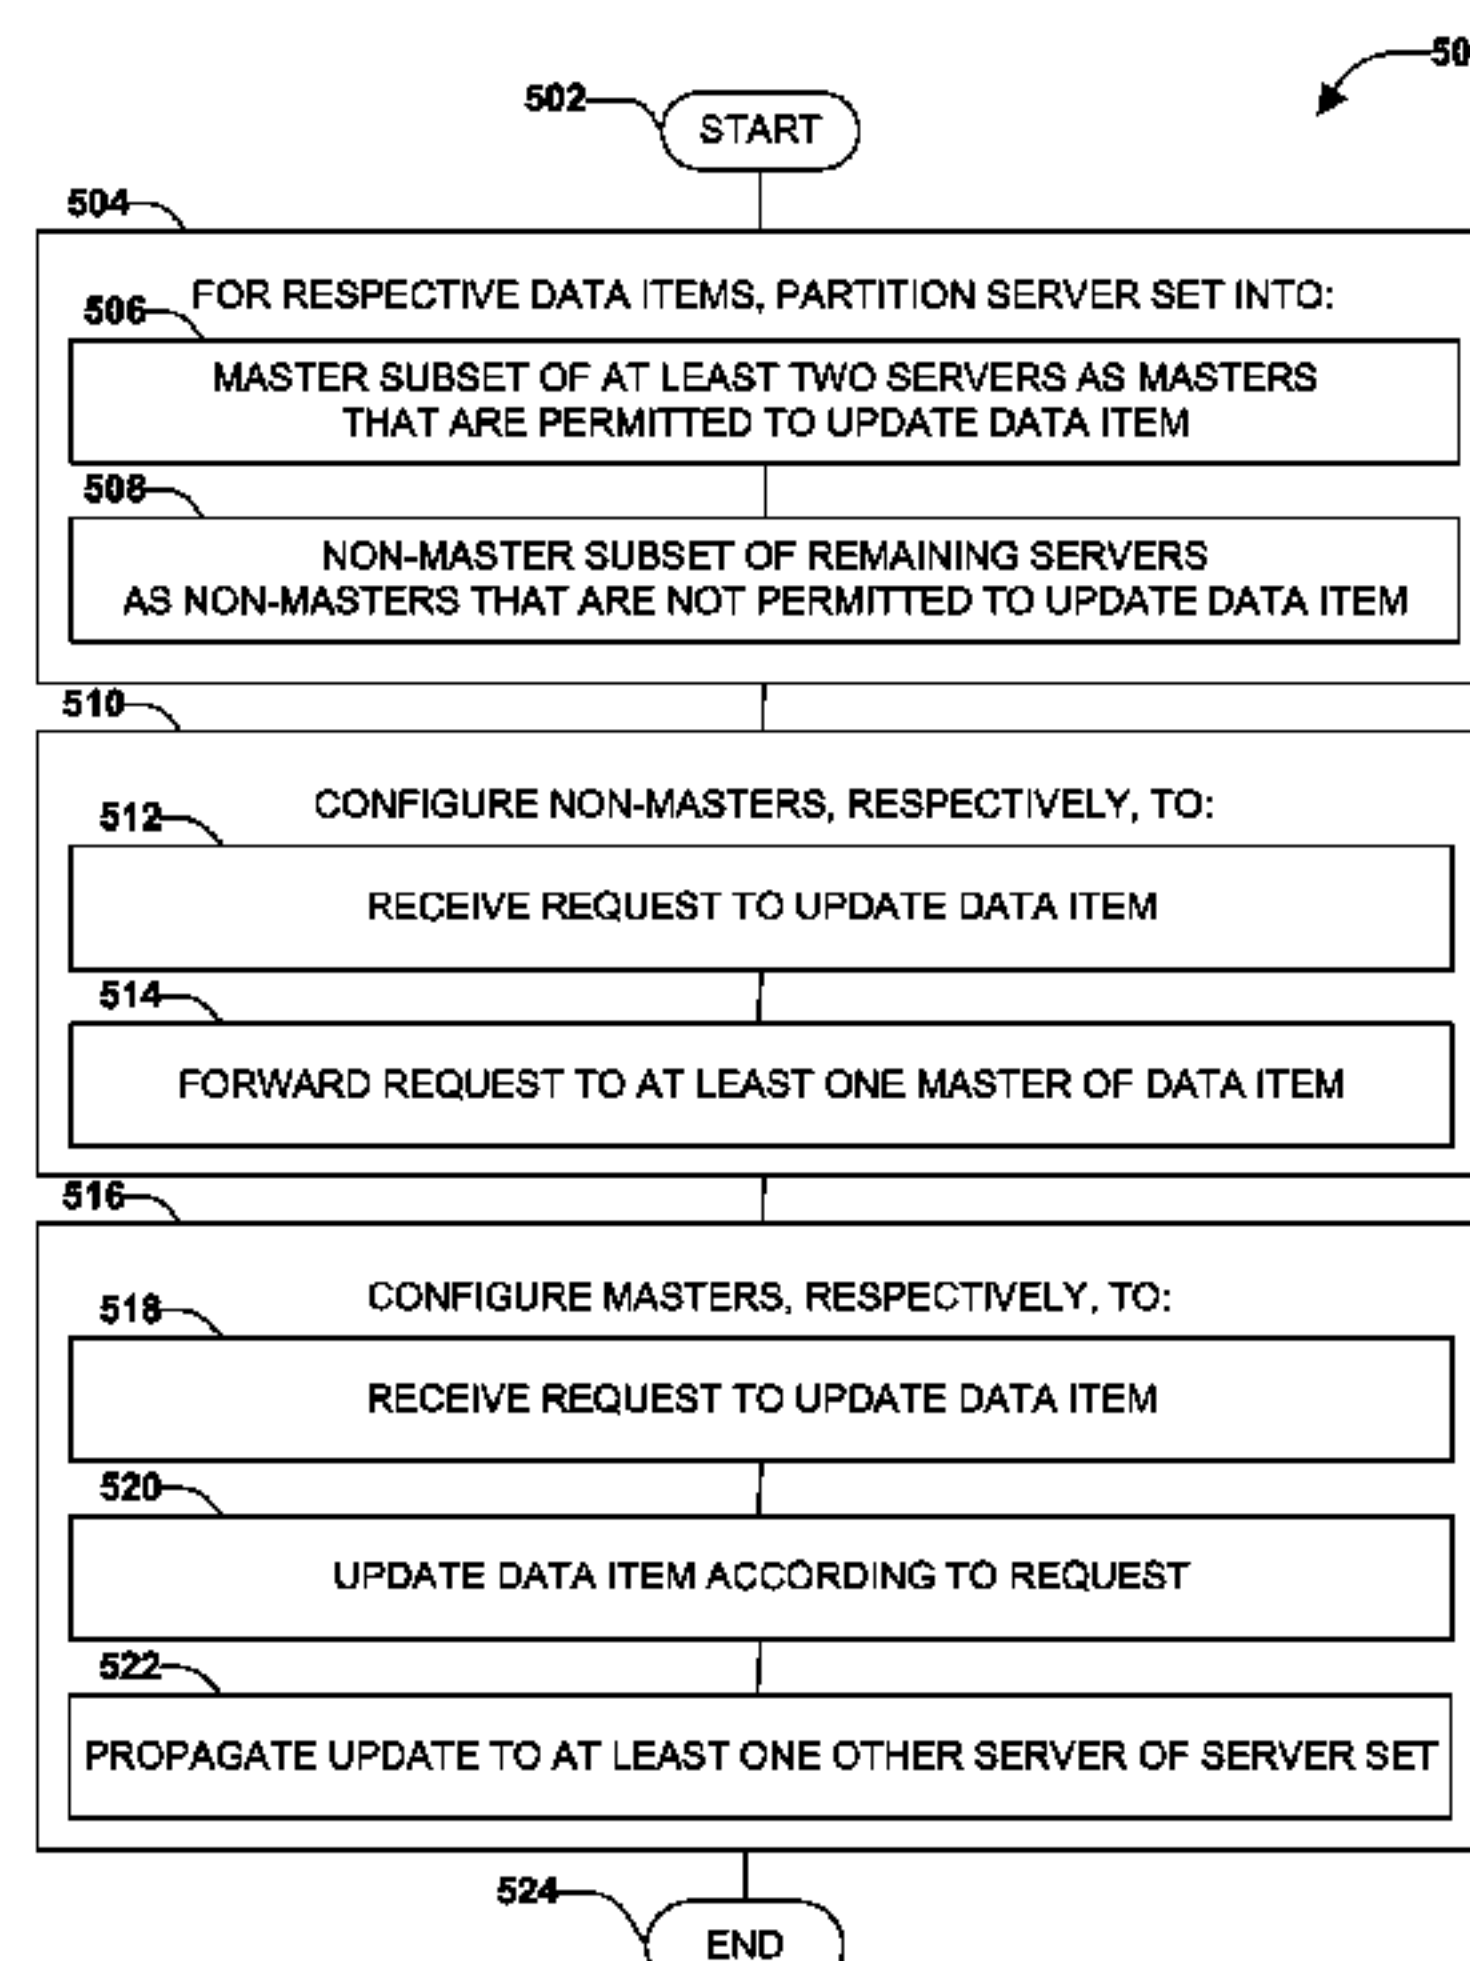 50
502
START
504
FOR RESPECTIVE DATA ITEMS, PARTITION SERVER SET INTO:
506
MASTER SUBSET OF AT LEAST TWO SERVERS AS MASTERS
THAT ARE PERMITTED TO UPDATE DATA ITEM
508
NON-MASTER SUBSET OF REMAINING SERVERS
AS NON-MASTERS THAT ARE NOT PERMITTED TO UPDATE DATA ITEM
510
CONFIGURE NON-MASTERS, RESPECTIVELY, TO:
512
RECEIVE REQUEST TO UPDATE DATA ITEM
514
FORWARD REQUEST TO AT LEAST ONE MASTER OF DATA ITEM
516
CONFIGURE MASTERS, RESPECTIVELY, TO:
518
RECEIVE REQUEST TO UPDATE DATA ITEM
520
UPDATE DATA ITEM ACCORDING TO REQUEST
522
PROPAGATE UPDATE TO AT LEAST ONE OTHER SERVER OF SERVER SET
524
END